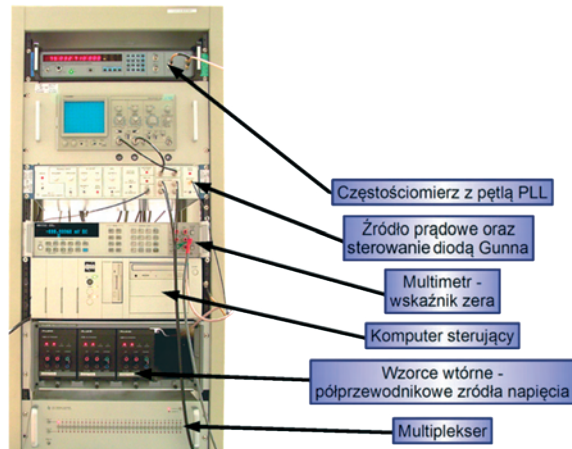 Częstościomierz z pętlą PLL
Źródło prądowe oraz
sterowanie diodą Gunna
Multimetr -
wskaźnik zera
Komputer sterujący
Wzorce wtórne -
półprzewodnikowe zródła napięcia
Multiplekser